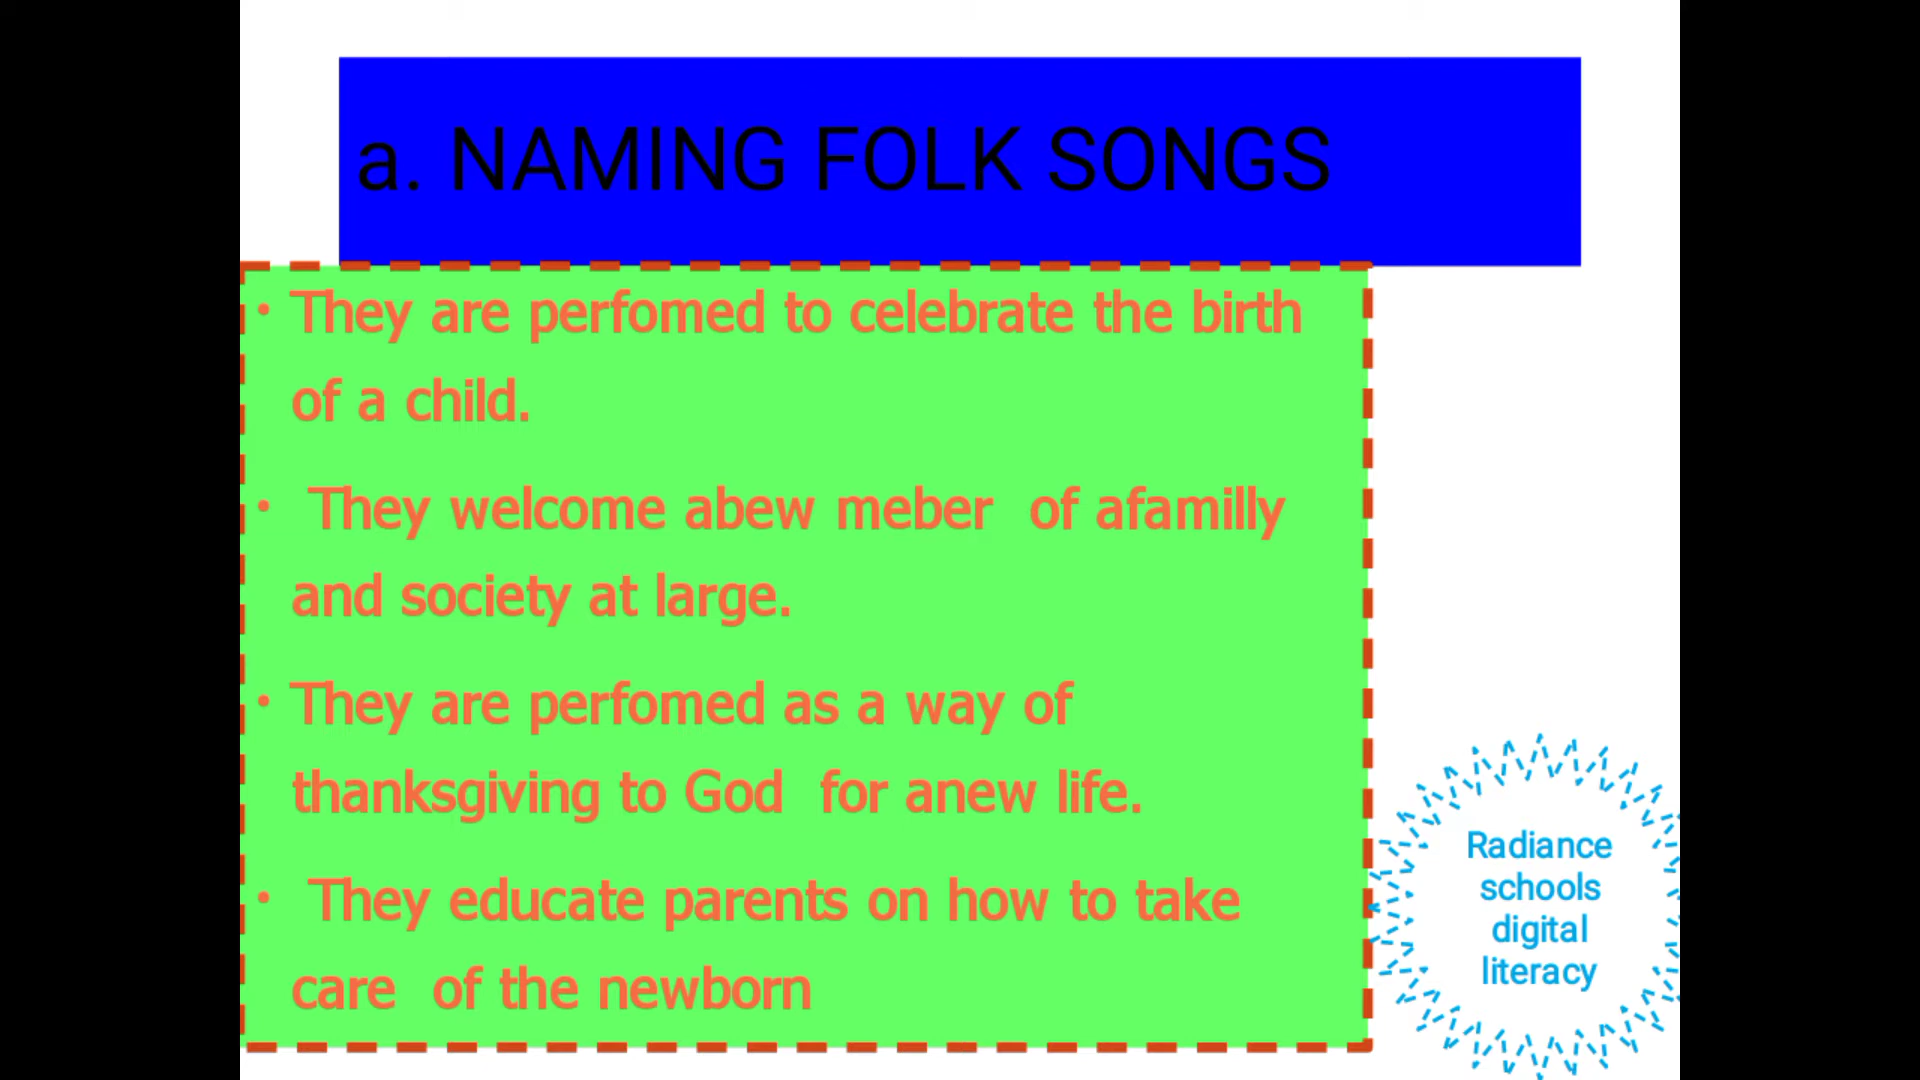 a. NAMING FOLK SONGS
• They are perfomed to celebrate the birth
of a child.
• They welcome abew meber of afamilly
and society at large.
• They are perfomed as a way of
thanksgiving to God for anew life.
• They educate parents on how to take
care of the newborn
Radiance
schools
digital
literacy